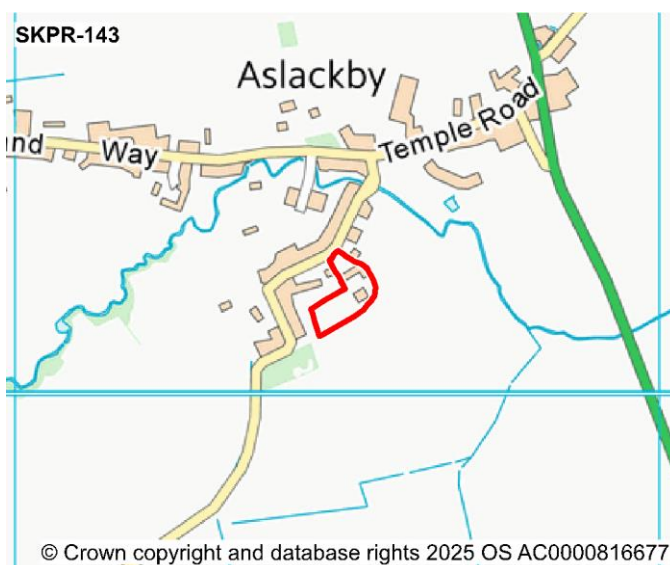 SKPR-143
Aslackby
Temple Road
nd Way
© Crown copyright and database rights 2025 OS AC0000816677